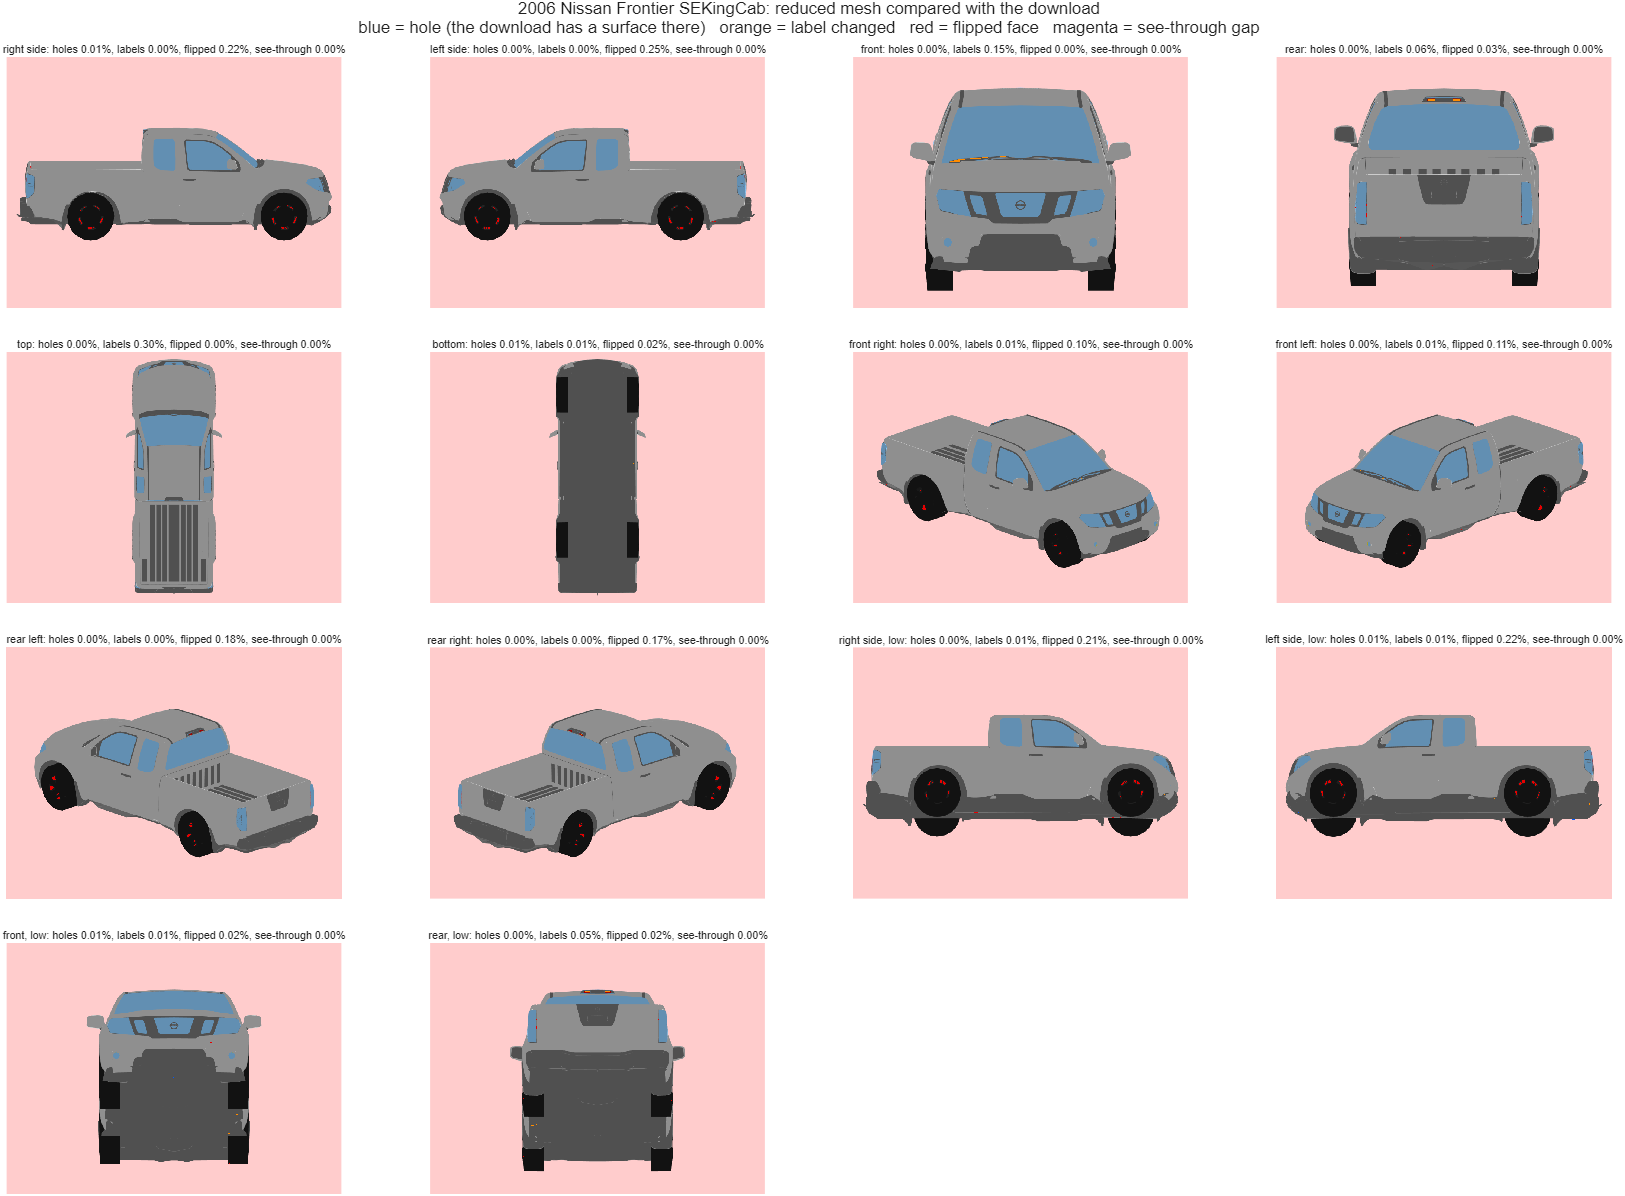 2006 Nissan Frontier SEKingCab: reduced mesh compared with the download
blue = hole (the download has a surface there)   orange = label changed   red = flipped face   magenta = see-through gap
right side: holes 0.01%, labels 0.00%, flipped 0.22%, see-through 0.00%
left side: holes 0.00%, labels 0.00%, flipped 0.25%, see-through 0.00%
front: holes 0.00%, labels 0.15%, flipped 0.00%, see-through 0.00%
rear: holes 0.00%, labels 0.06%, flipped 0.03%, see-through 0.00%
top: holes 0.00%, labels 0.30%, flipped 0.00%, see-through 0.00%
bottom: holes 0.01%, labels 0.01%, flipped 0.02%, see-through 0.00%
front right: holes 0.00%, labels 0.01%, flipped 0.10%, see-through 0.00%
front left: holes 0.00%, labels 0.01%, flipped 0.11%, see-through 0.00%
rear left: holes 0.00%, labels 0.00%, flipped 0.18%, see-through 0.00%
rear right: holes 0.00%, labels 0.00%, flipped 0.17%, see-through 0.00%
right side, low: holes 0.00%, labels 0.01%, flipped 0.21%, see-through 0.00%
left side, low: holes 0.01%, labels 0.01%, flipped 0.22%, see-through 0.00%
front, low: holes 0.01%, labels 0.01%, flipped 0.02%, see-through 0.00%
rear, low: holes 0.00%, labels 0.05%, flipped 0.02%, see-through 0.00%